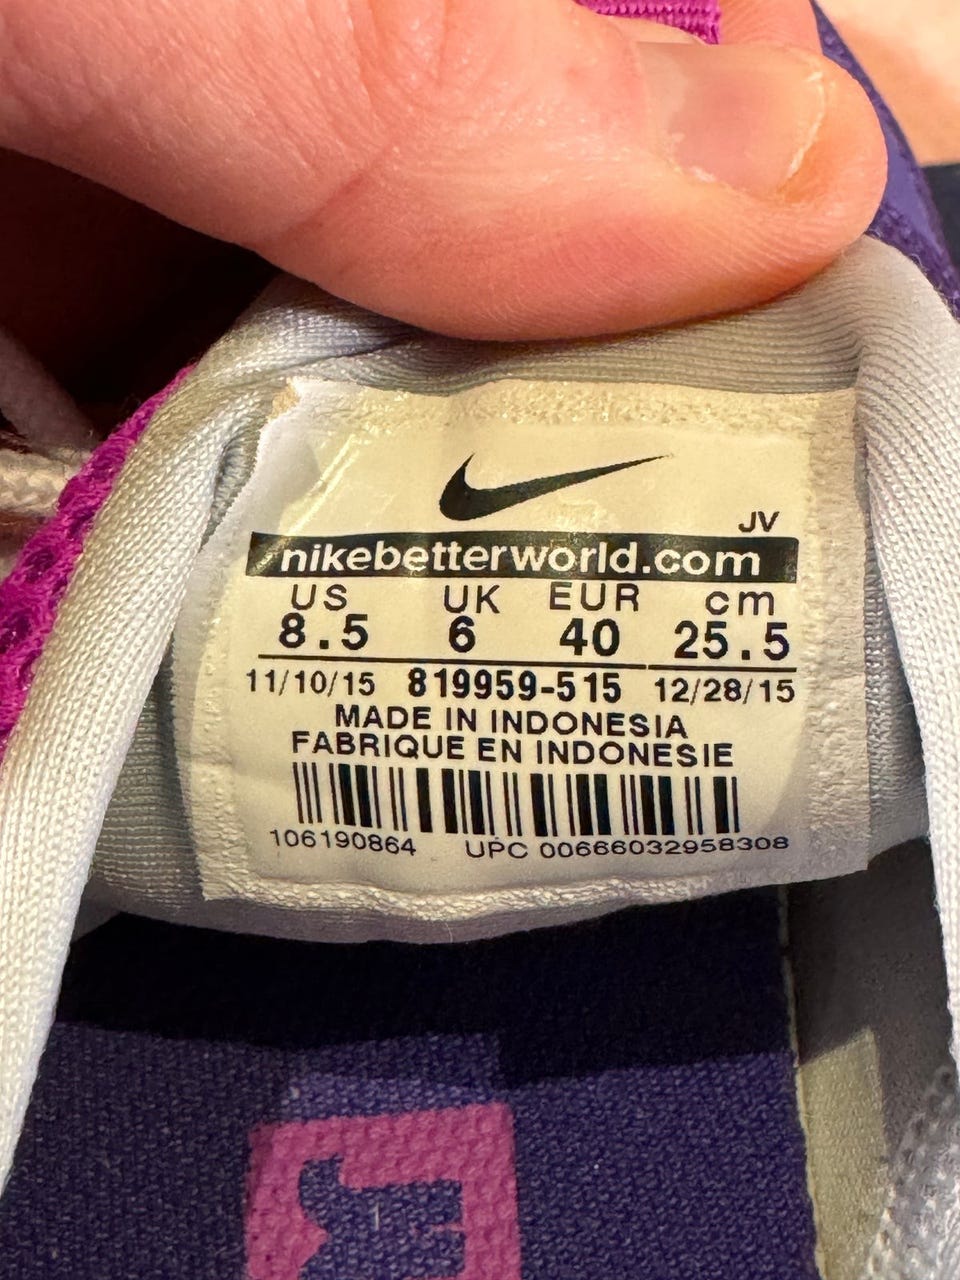 JV
nikebetterworld.com
US UK EUR cm
8.5 6 40 25.5
11/10/15 819959-515 12/28/15
MADE IN INDONESIA
FABRIQUE EN INDONESIE
106190864 UPC 00666032958308